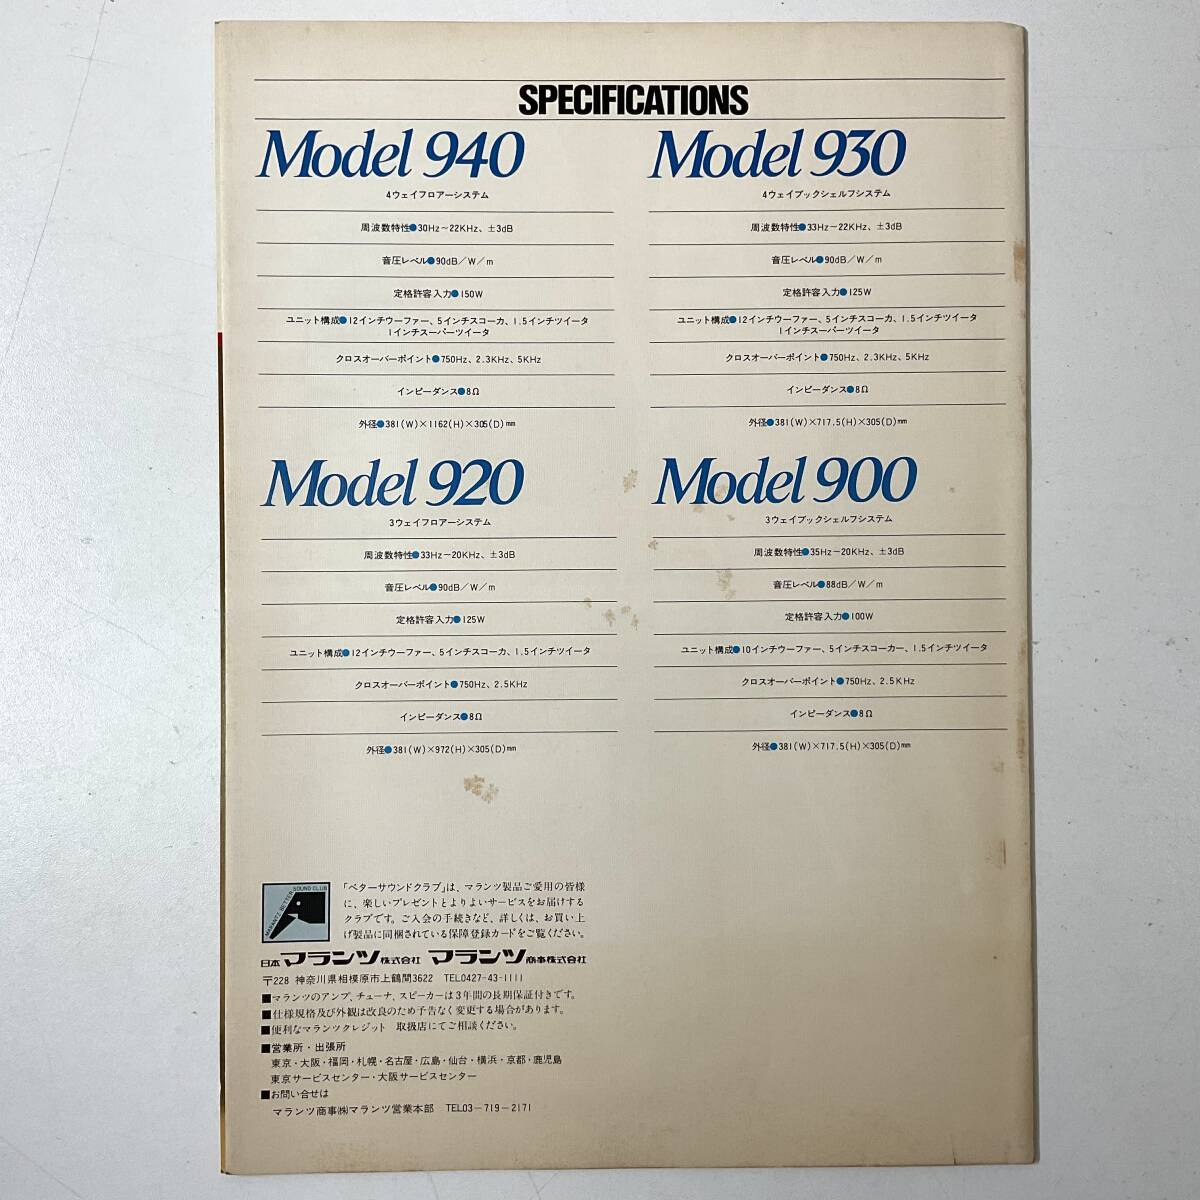 SPECIFICATIONS
Model 940
4ウェイフロアーシステム
周波数特性●30Hz〜22KHz、±3dB
音圧レベル●90dB/W/m
定格許容入力●150W
ユニット構成●12インチウーファー、5インチスコーカ、1.5インチツイータ
1インチスーパーツイータ
クロスオーバーポイント●750Hz、2.3KHz、5KHz
インピーダンス●8Ω
外径●381(W)×1162(H)×305(D)mm
Model 930
4ウェイブックシェルフシステム
周波数特性●33Hz〜22KHz、±3dB
音圧レベル●90dB/W/m
定格許容入力●125W
ユニット構成●12インチウーファー、5インチスコーカ、1.5インチツイータ
1インチスーパーツイータ
クロスオーバーポイント●750Hz、2.3KHz、5KHz
インピーダンス●8Ω
外径●381(W)×717.5(H)×305(D)mm
Model 920
3ウェイフロアーシステム
周波数特性●33Hz〜20KHz、±3dB
音圧レベル●90dB/W/m
定格許容入力●125W
ユニット構成●12インチウーファー、5インチスコーカ、1.5インチツイータ
クロスオーバーポイント●750Hz、2.5KHz
インピーダンス●8Ω
外径●381(W)×972(H)×305(D)mm
Model 900
3ウェイブックシェルフシステム
周波数特性●35Hz〜20KHz、±3dB
音圧レベル●88dB/W/m
定格許容入力●100W
ユニット構成●10インチウーファー、5インチスコーカー、1.5インチツイータ
クロスオーバーポイント●750Hz、2.5KHz
インピーダンス●8Ω
外径●381(W)×717.5(H)×305(D)mm
MARANTZ BETTER SOUND CLUB
「ベターサウンドクラブ」は、マランツ製品ご愛用の皆様
に、楽しいプレゼントとよりよいサービスをお届けする
クラブです。ご入会の手続きなど、詳しくは、お買い上
げ製品に同梱されている保障登録カードをご覧ください。
日本マランツ株式会社 マランツ商事株式会社
〒228 神奈川県相模原市上鶴間3622 TEL0427-43-1111
■マランツのアンプ、チューナ、スピーカーは3年間の長期保証付きです。
■仕様規格及び外観は改良のため予告なく変更する場合があります。
■便利なマランツクレジット 取扱店にてご相談ください。
■営業所・出張所
東京・大阪・福岡・札幌・名古屋・広島・仙台・横浜・京都・鹿児島
東京サービスセンター・大阪サービスセンター
■お問い合せは
マランツ商事㈱マランツ営業本部 TEL03-719-2171